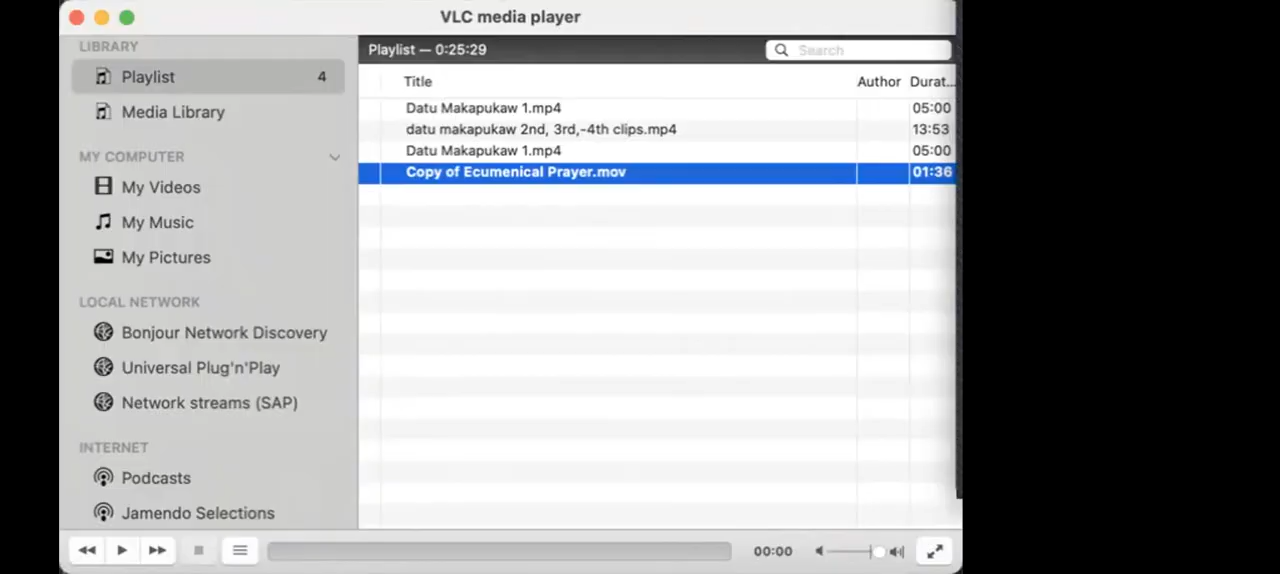 VLC media player
LIBRARY
Playlist 4
Media Library
MY COMPUTER
My Videos
My Music
My Pictures
LOCAL NETWORK
Bonjour Network Discovery
Universal Plug'n'Play
Network streams (SAP)
INTERNET
Podcasts
Jamendo Selections
Playlist — 0:25:29
Search
Title Author Durat...
Datu Makapukaw 1.mp4 05:00
datu makapukaw 2nd, 3rd,-4th clips.mp4 13:53
Datu Makapukaw 1.mp4 05:00
Copy of Ecumenical Prayer.mov 01:36
00:00